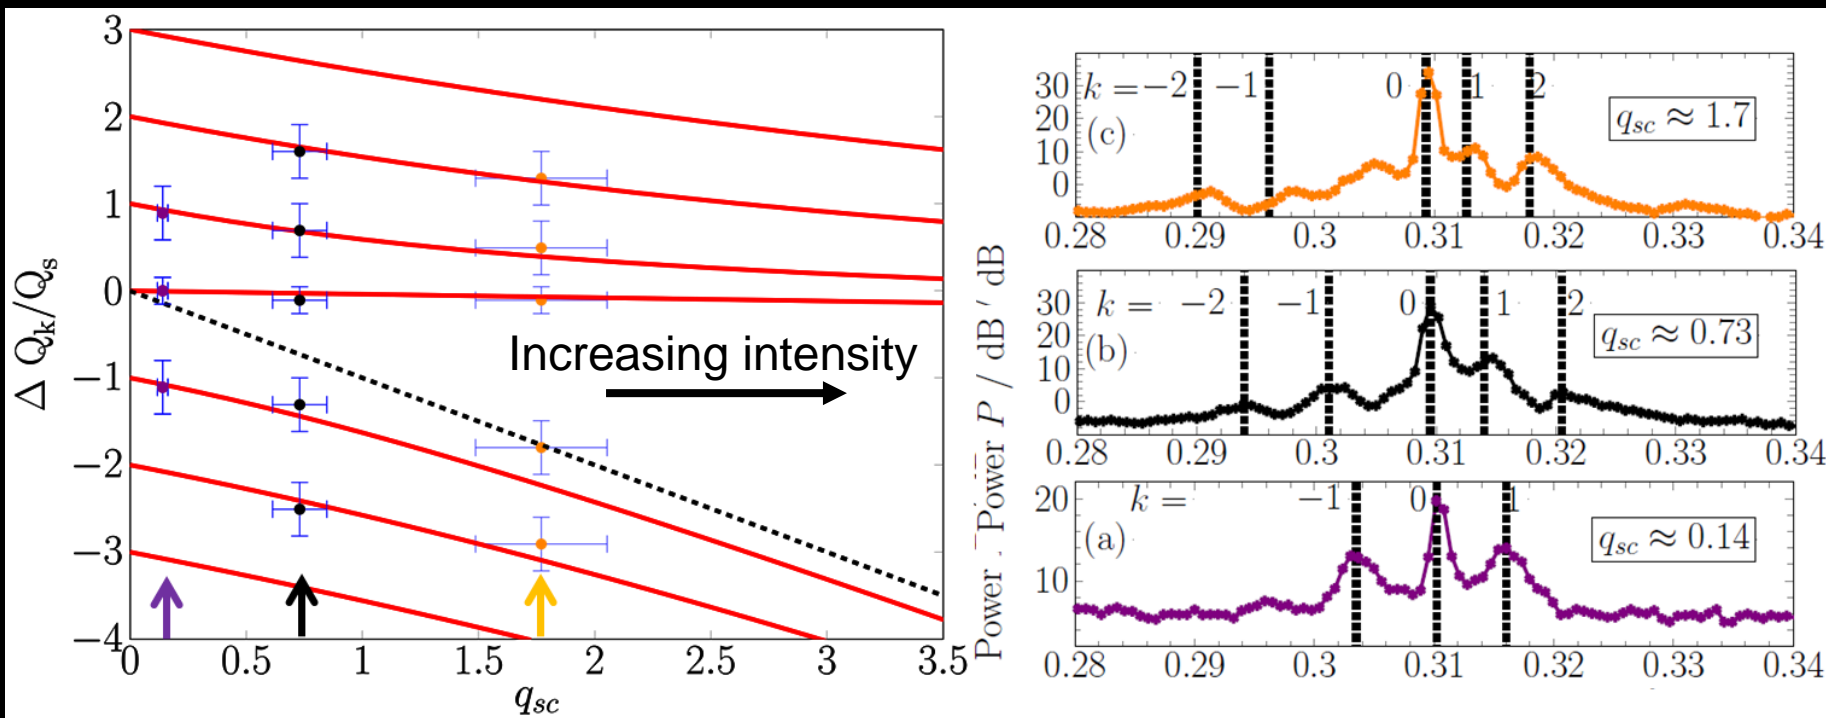 3
2
1
0
−1
−2
−3
−4
Δ Q_k/Q_s
0 0.5 1 1.5 2 2.5 3 3.5
q_sc
Increasing intensity
30
20
10
0
k = −2 −1 0 1 2
(c)
q_sc ≈ 1.7
0.28 0.29 0.3 0.31 0.32 0.33 0.34
30
20
10
0
k = −2 −1 0 1 2
(b)
q_sc ≈ 0.73
0.28 0.29 0.3 0.31 0.32 0.33 0.34
20
10
k = −1 0 1
(a)
q_sc ≈ 0.14
0.28 0.29 0.3 0.31 0.32 0.33 0.34
Power Power P / dB dB